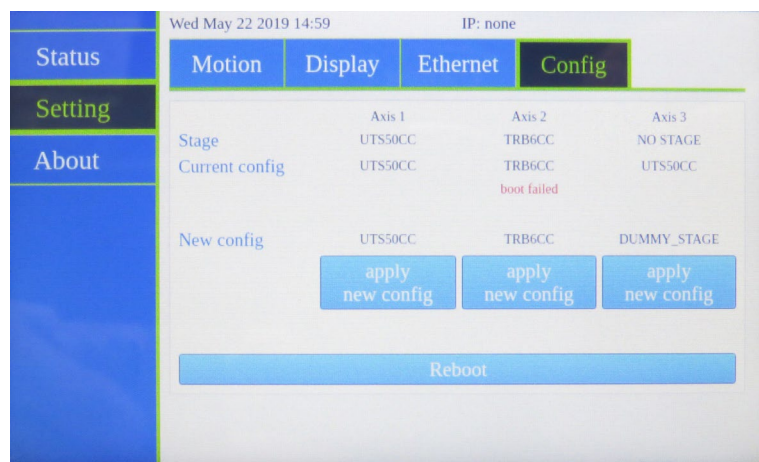 Wed May 22 2019 14:59 IP: none
Status
Setting
About
Motion Display Ethernet Config
Axis 1 Axis 2 Axis 3
Stage UTS50CC TRB6CC NO STAGE
Current config UTS50CC TRB6CC UTS50CC
boot failed
New config UTS50CC TRB6CC DUMMY_STAGE
apply apply apply
new config new config new config
Reboot